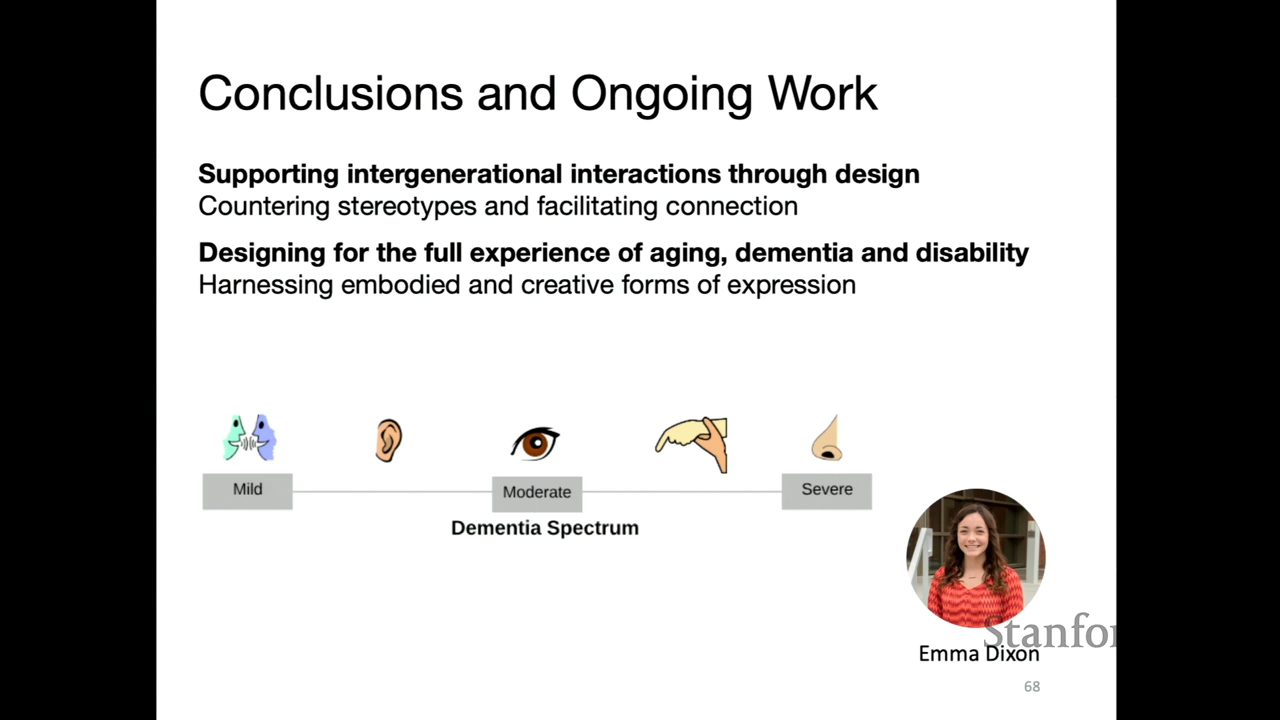 Conclusions and Ongoing Work
Supporting intergenerational interactions through design
Countering stereotypes and facilitating connection
Designing for the full experience of aging, dementia and disability
Harnessing embodied and creative forms of expression
Mild
Moderate
Severe
Dementia Spectrum
Stanfor
Emma Dixon
68